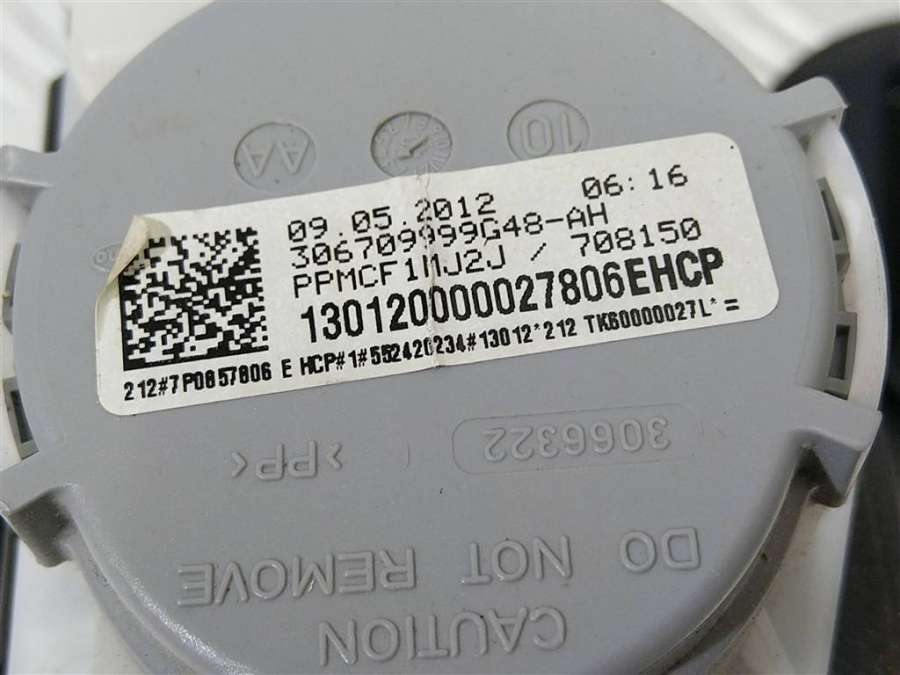 AA
10
09.05.2012 06:16
306709999G48-AH
PPMCF1MJ2J / 708150
130120000027806EHCP
212#7P0857806 E HCP#1#552420234#13012*212 TK60000027L*=
3066322
>PP<
CAUTION
DO NOT REMOVE